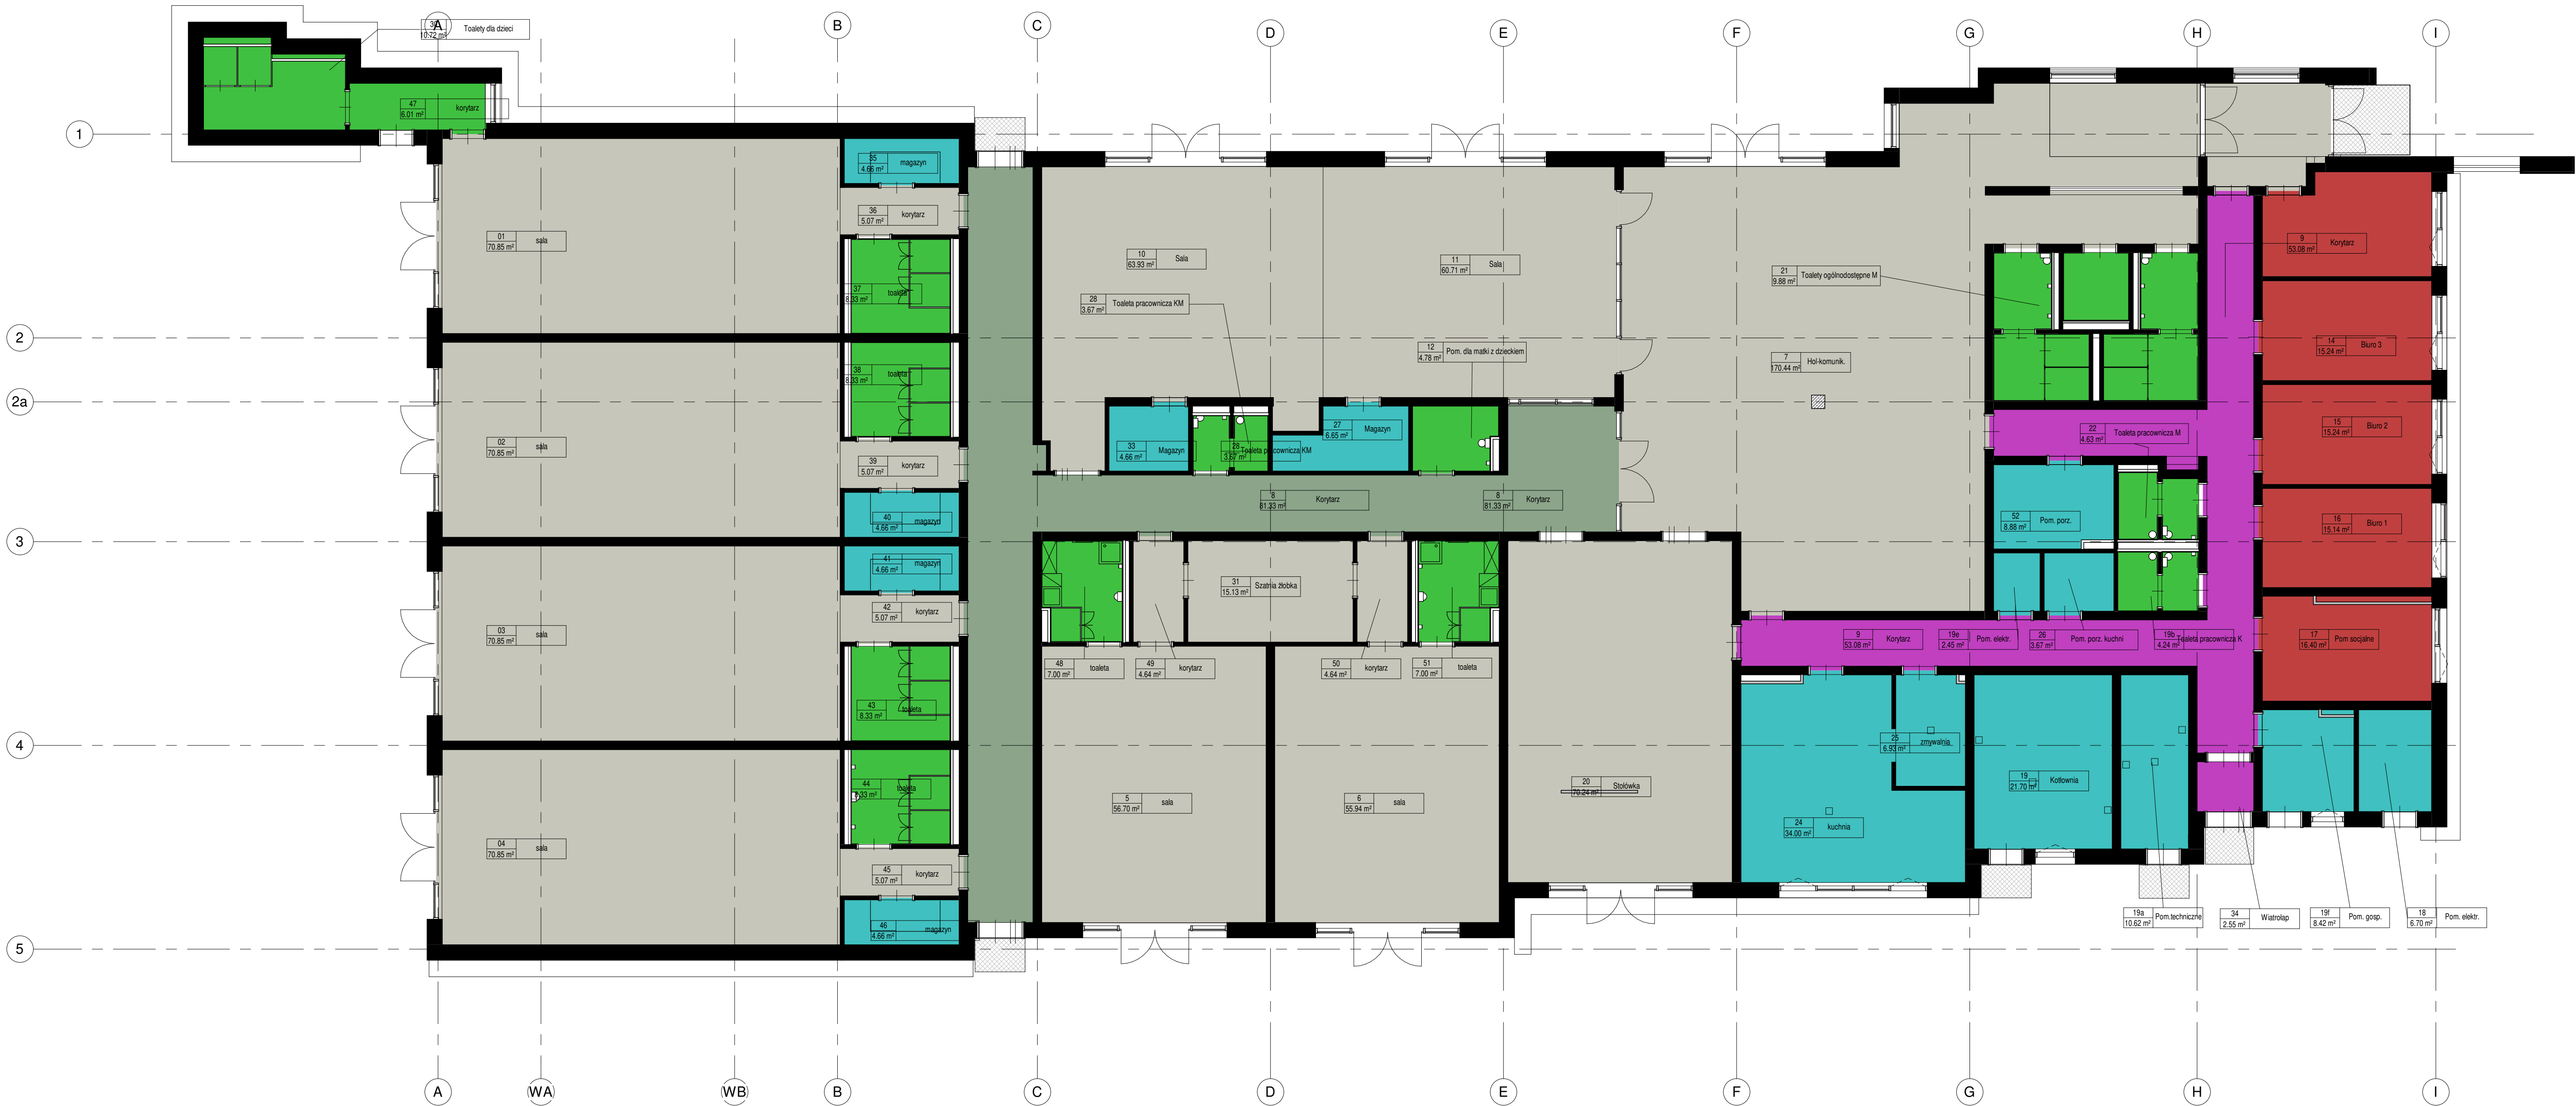 A
B
C
D
E
F
G
H
I
Toalety dla dzieci
10.72 m²
47
korytarz
6.01 m²
1
35
magazyn
4.66 m²
36
korytarz
5.07 m²
01
sala
70.85 m²
10
Sala
63.93 m²
11
Sala
60.71 m²
9
Korytarz
53.08 m²
21
Toalety ogólnodostępne M
9.88 m²
37
toaleta
8.33 m²
28
Toaleta pracownicza KM
3.67 m²
2
12
Pom. dla matki z dzieckiem
4.78 m²
7
Hol-komunik.
170.44 m²
14
Biuro 3
15.24 m²
38
toaleta
8.33 m²
2a
15
Biuro 2
15.24 m²
27
Magazyn
6.65 m²
22
Toaleta pracownicza M
4.63 m²
02
sala
70.85 m²
33
Magazyn
4.66 m²
28
Toaleta pracownicza KM
3.67 m²
39
korytarz
5.07 m²
8
Korytarz
81.33 m²
8
Korytarz
81.33 m²
40
magazyn
4.66 m²
52
Pom. porz.
8.88 m²
16
Biuro 1
15.14 m²
3
41
magazyn
4.66 m²
31
Szatnia żłobka
15.13 m²
42
korytarz
5.07 m²
03
sala
70.85 m²
9
Korytarz
53.08 m²
19e
Pom. elektr.
2.45 m²
26
Pom. porz. kuchni
3.67 m²
19b
Toaleta pracownicza K
4.24 m²
17
Pom socjalne
16.40 m²
48
toaleta
7.00 m²
49
korytarz
4.64 m²
50
korytarz
4.64 m²
51
toaleta
7.00 m²
43
toaleta
8.33 m²
4
25
zmywalnia
6.93 m²
44
toaleta
8.33 m²
19
Kotłownia
21.70 m²
20
Stołówka
70.24 m²
5
sala
56.70 m²
6
sala
55.94 m²
24
kuchnia
34.00 m²
04
sala
70.85 m²
45
korytarz
5.07 m²
46
magazyn
4.66 m²
19a
Pom.techniczne
10.62 m²
34
Wiatrołap
2.55 m²
19f
Pom. gosp.
8.42 m²
18
Pom. elektr.
6.70 m²
5
A
WA
WB
B
C
D
E
F
G
H
I